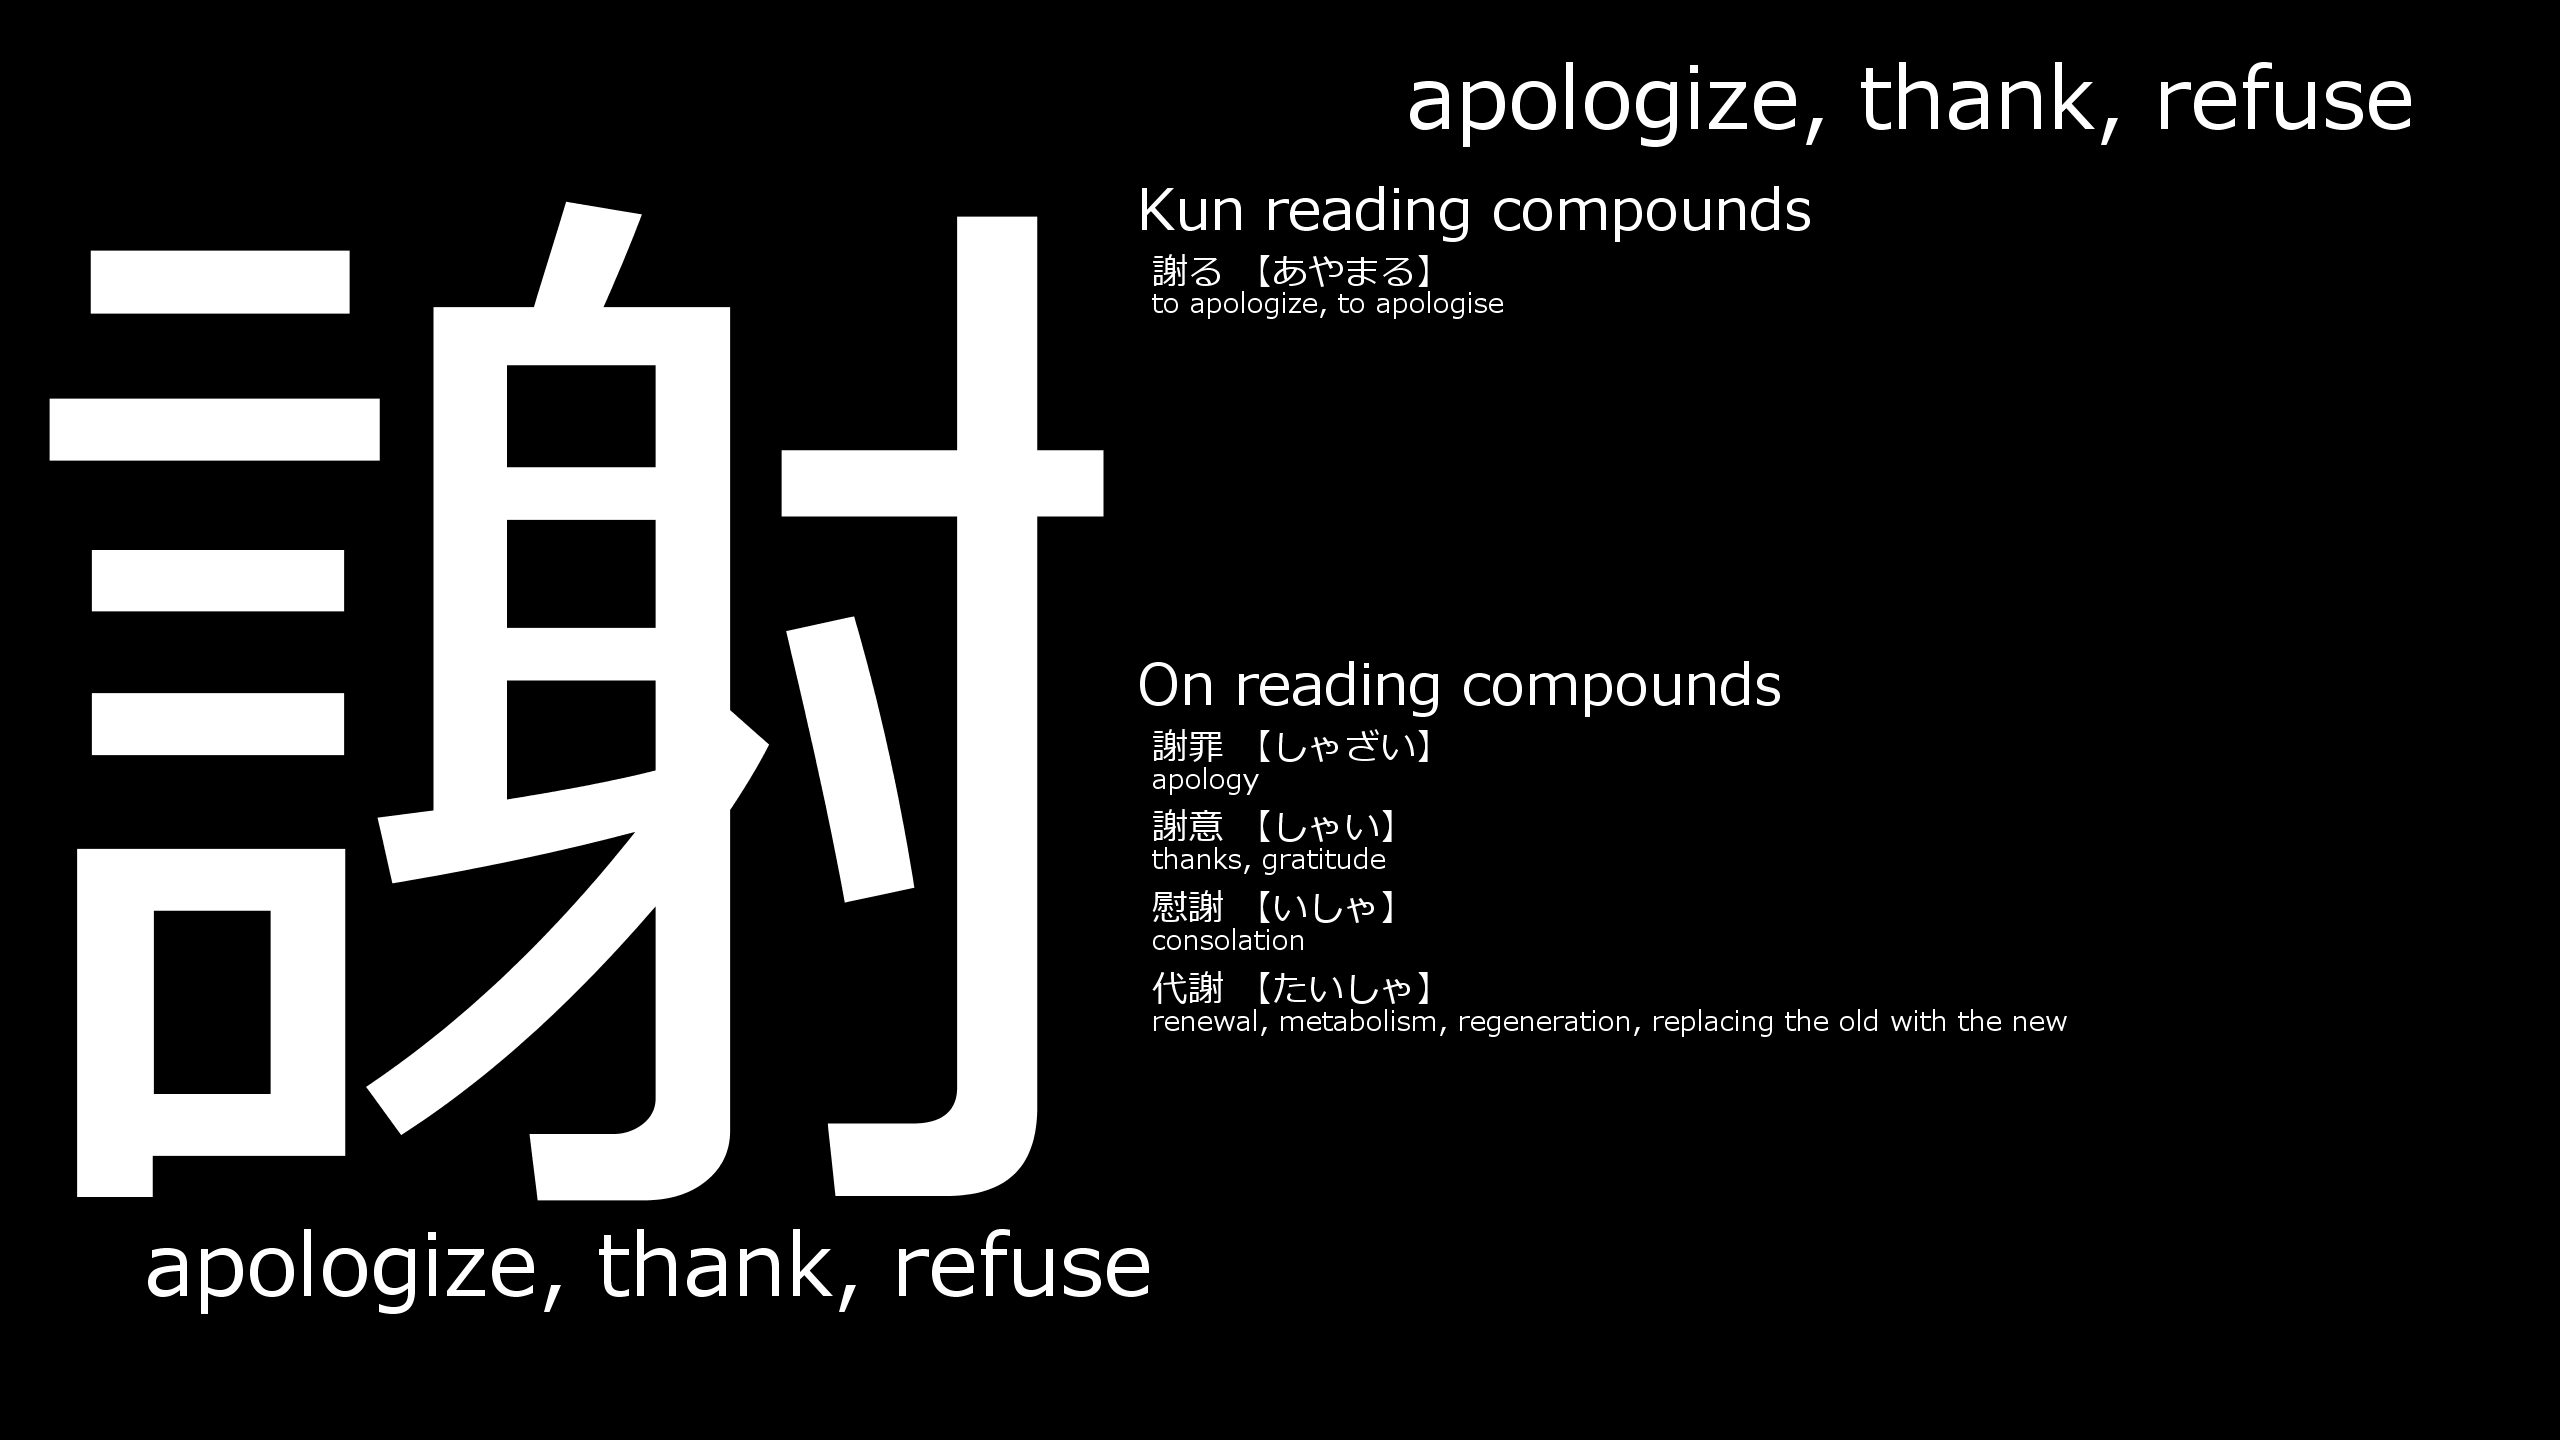 謝
apologize, thank, refuse
apologize, thank, refuse
Kun reading compounds
謝る 【あやまる】
to apologize, to apologise
On reading compounds
謝罪 【しゃざい】
apology
謝意 【しゃい】
thanks, gratitude
慰謝 【いしゃ】
consolation
代謝 【たいしゃ】
renewal, metabolism, regeneration, replacing the old with the new